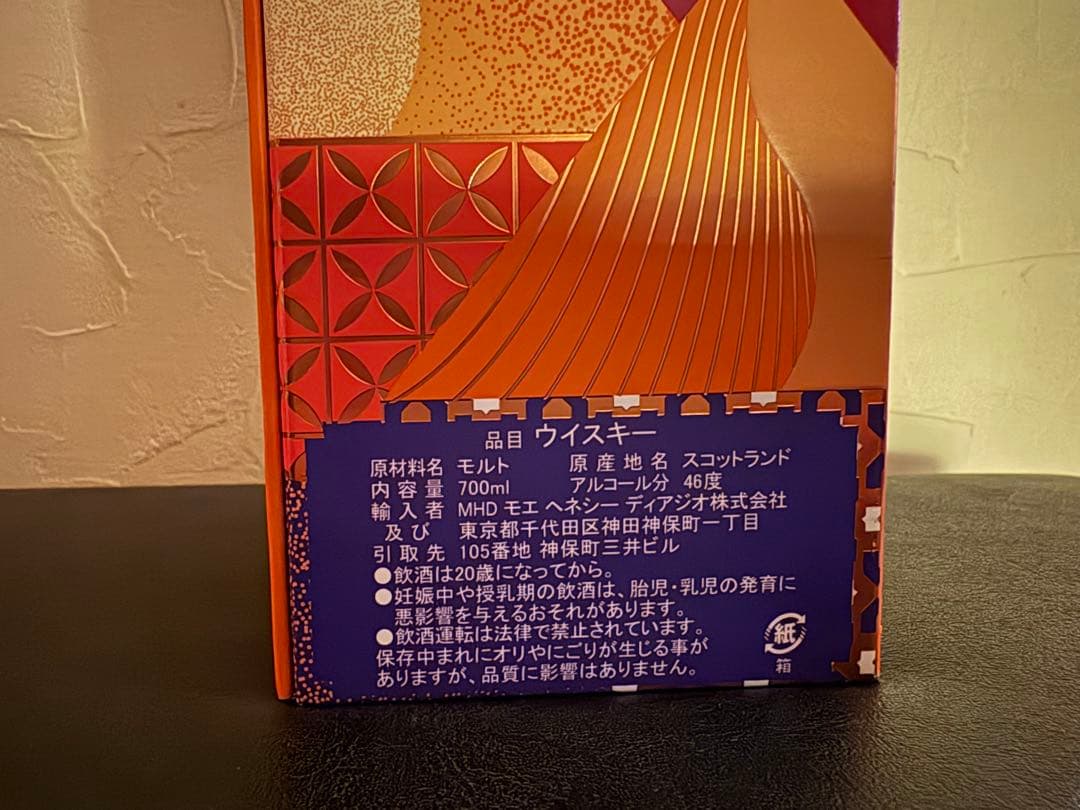 品目 ウイスキー
原材料名 モルト 原産地名 スコットランド
内容量 700ml アルコール分 46度
輸入者 MHD モエ ヘネシー ディアジオ株式会社
及び 東京都千代田区神田神保町一丁目
引取先 105番地 神保町三井ビル
●飲酒は20歳になってから。
●妊娠中や授乳期の飲酒は、胎児・乳児の発育に
悪影響を与えるおそれがあります。
●飲酒運転は法律で禁止されています。
保存中まれにオリやにごりが生じる事が
ありますが、品質に影響はありません。
紙
箱